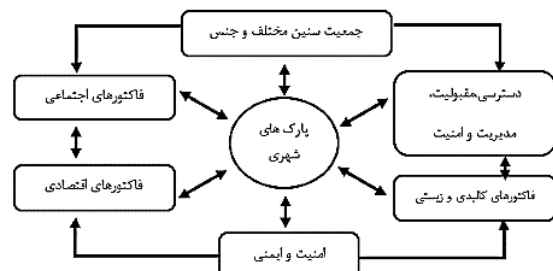 جمعیت سنین مختلف و جنس
فاکتورهای اجتماعی
دسترسی،مقبولیت،
مدیریت و امنیت
پارک های
شهری
فاکتورهای اقتصادی
فاکتورهای کالبدی و زیستی
امنیت و ایمنی